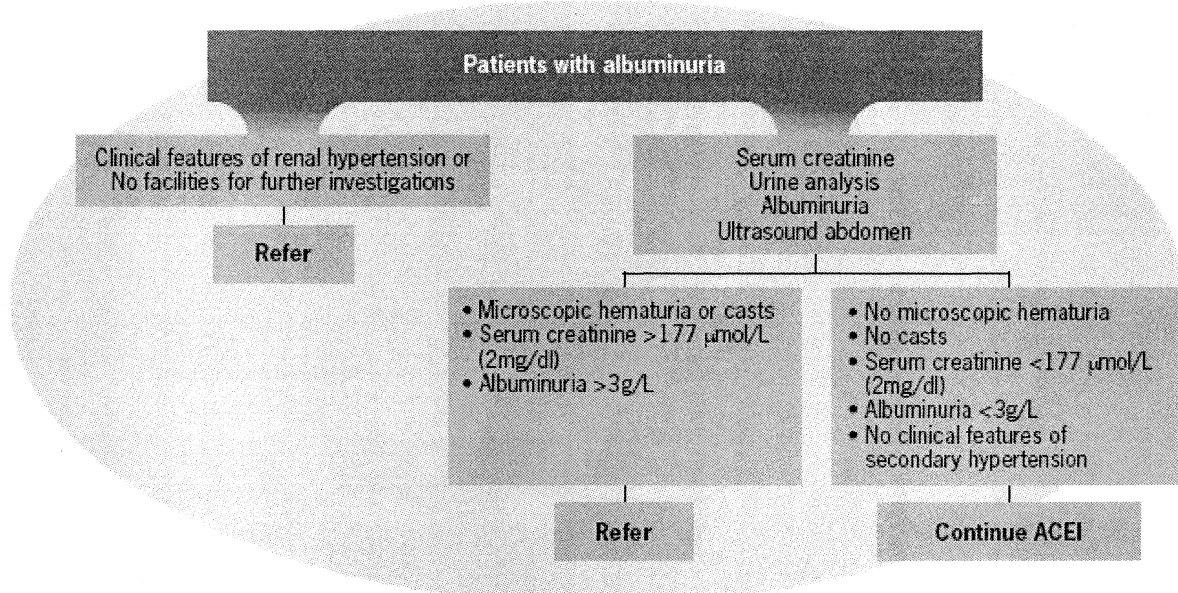 Patients with albuminuria
Clinical features of renal hypertension or
No facilities for further investigations
Refer
Serum creatinine
Urine analysis
Albuminuria
Ultrasound abdomen
• Microscopic hematuria or casts
• Serum creatinine >177 μmol/L
(2mg/dl)
• Albuminuria >3g/L
Refer
• No microscopic hematuria
• No casts
• Serum creatinine <177 μmol/L
(2mg/dl)
• Albuminuria <3g/L
• No clinical features of
secondary hypertension
Continue ACEI